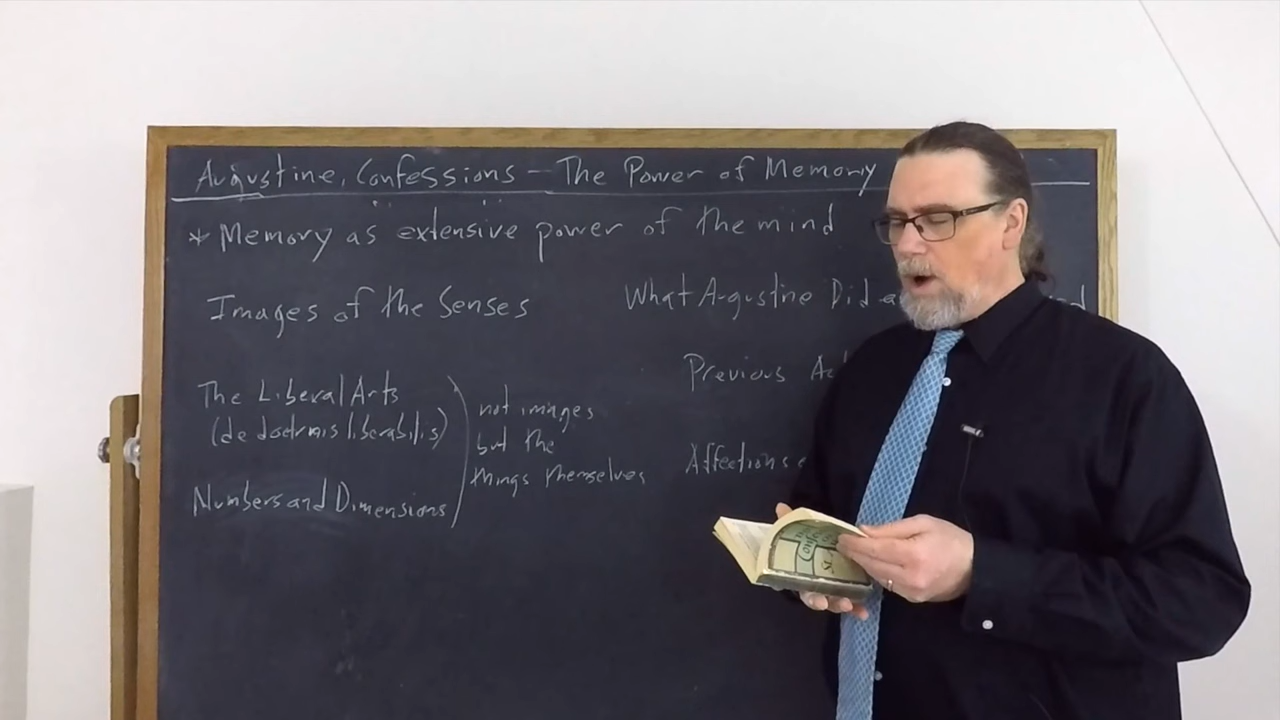 Augustine, Confessions — The Power of Memory
* Memory as extensive power of the mind
Images of the Senses
What Augustine Did
The Liberal Arts
(de doctrinis liberabilis)
Numbers and Dimensions
not images
but the
things themselves
Previous
Affections